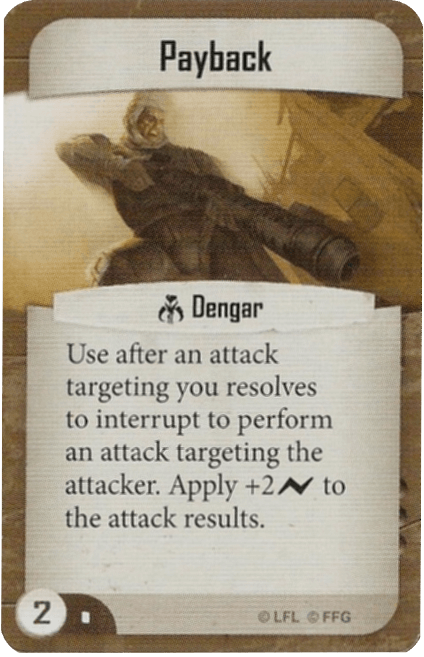 Payback
Dengar
Use after an attack
targeting you resolves
to interrupt to perform
an attack targeting the
attacker. Apply +2 to
the attack results.
2
© LFL © FFG